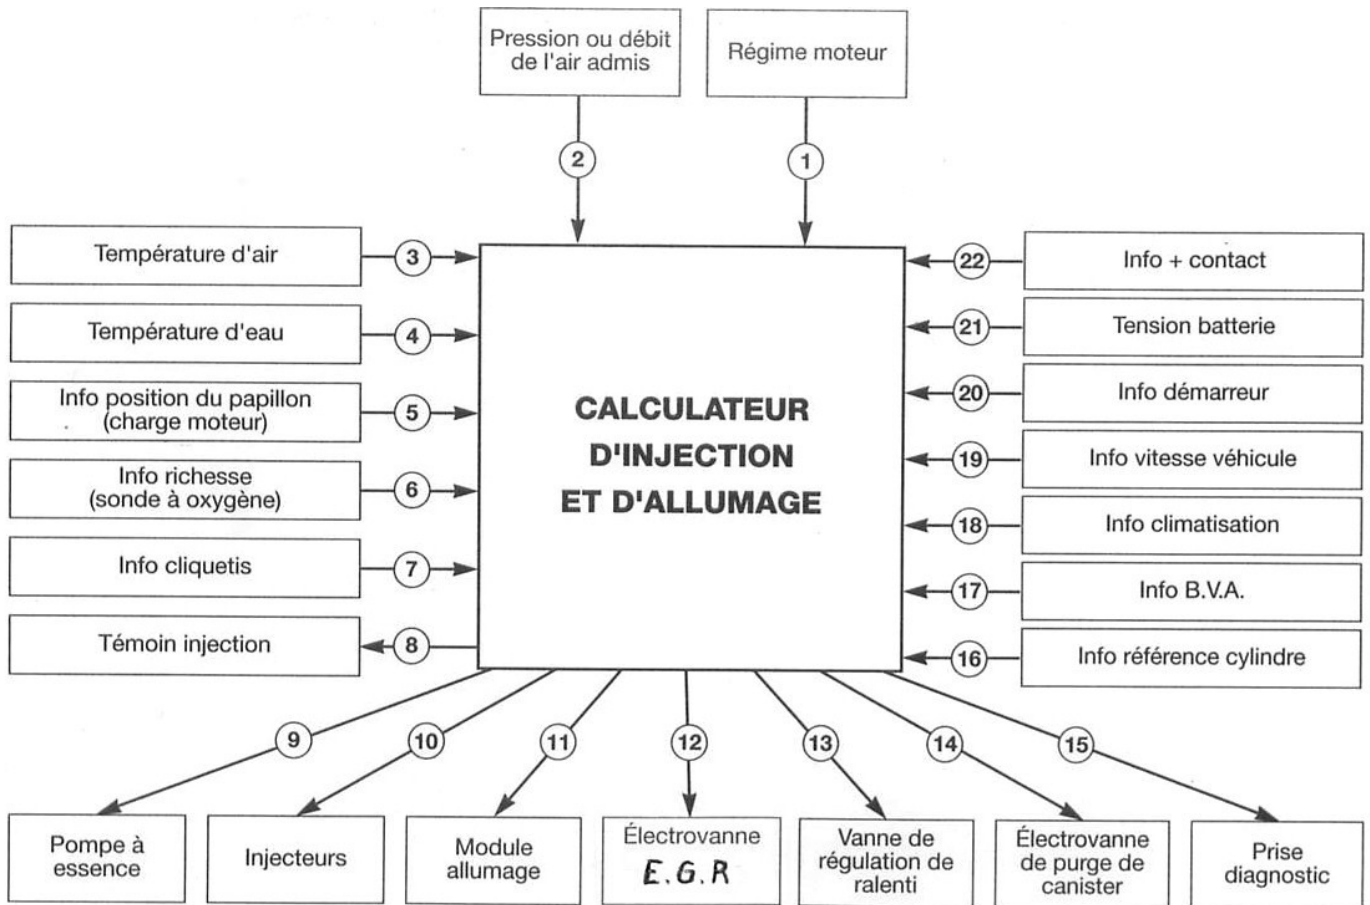 Pression ou débit
de l'air admis
Régime moteur
2
1
Température d'air
3
22
Info + contact
Température d'eau
4
21
Tension batterie
Info position du papillon
(charge moteur)
5
20
Info démarreur
CALCULATEUR
D'INJECTION
ET D'ALLUMAGE
Info richesse
(sonde à oxygène)
6
19
Info vitesse véhicule
18
Info climatisation
Info cliquetis
7
17
Info B.V.A.
Témoin injection
8
16
Info référence cylindre
9
10
11
12
13
14
15
Pompe à
essence
Injecteurs
Module
allumage
Électrovanne
E.G.R
Vanne de
régulation de
ralenti
Électrovanne
de purge de
canister
Prise
diagnostic